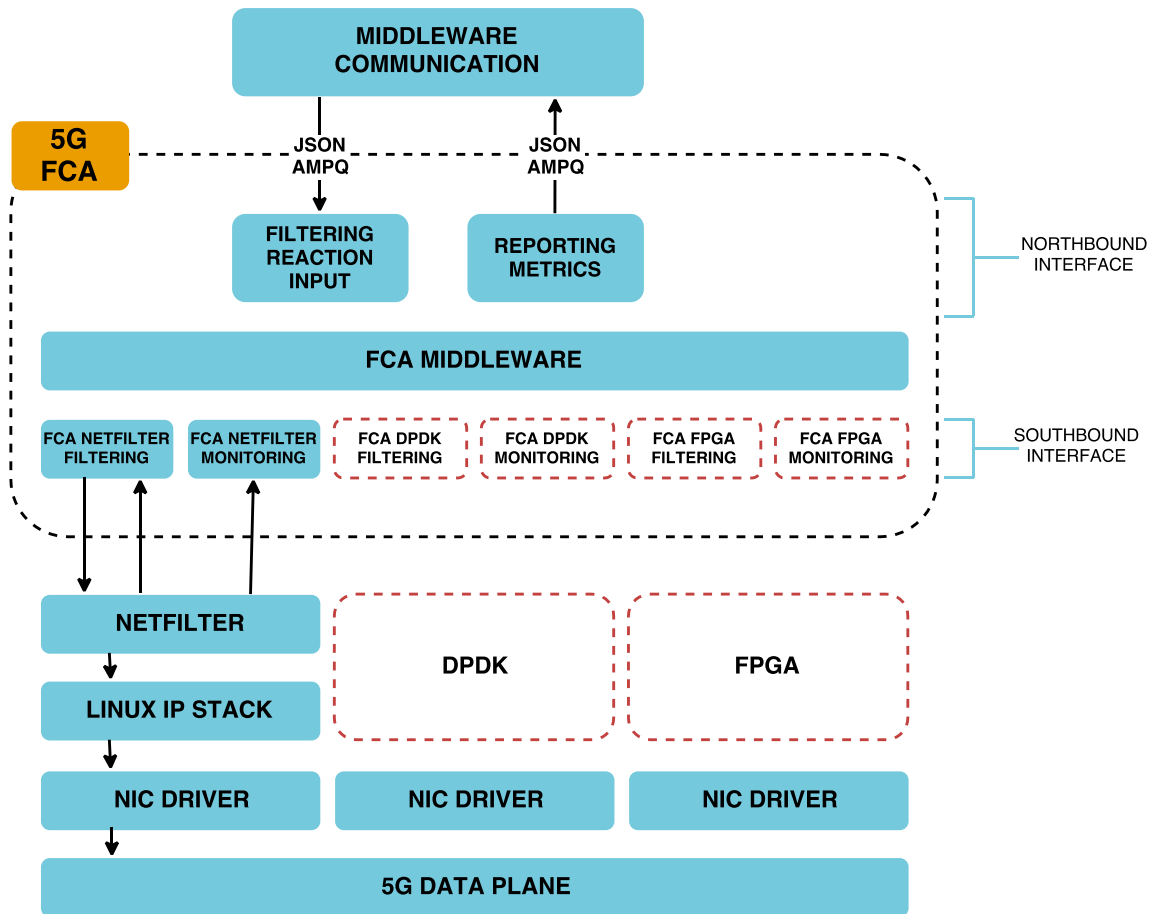 MIDDLEWARE
COMMUNICATION
5G
FCA
JSON
AMPQ
JSON
AMPQ
FILTERING
REACTION
INPUT
REPORTING
METRICS
NORTHBOUND
INTERFACE
FCA MIDDLEWARE
FCA NETFILTER
FILTERING
FCA NETFILTER
MONITORING
FCA DPDK
FILTERING
FCA DPDK
MONITORING
FCA FPGA
FILTERING
FCA FPGA
MONITORING
SOUTHBOUND
INTERFACE
NETFILTER
DPDK
FPGA
LINUX IP STACK
NIC DRIVER
NIC DRIVER
NIC DRIVER
5G DATA PLANE